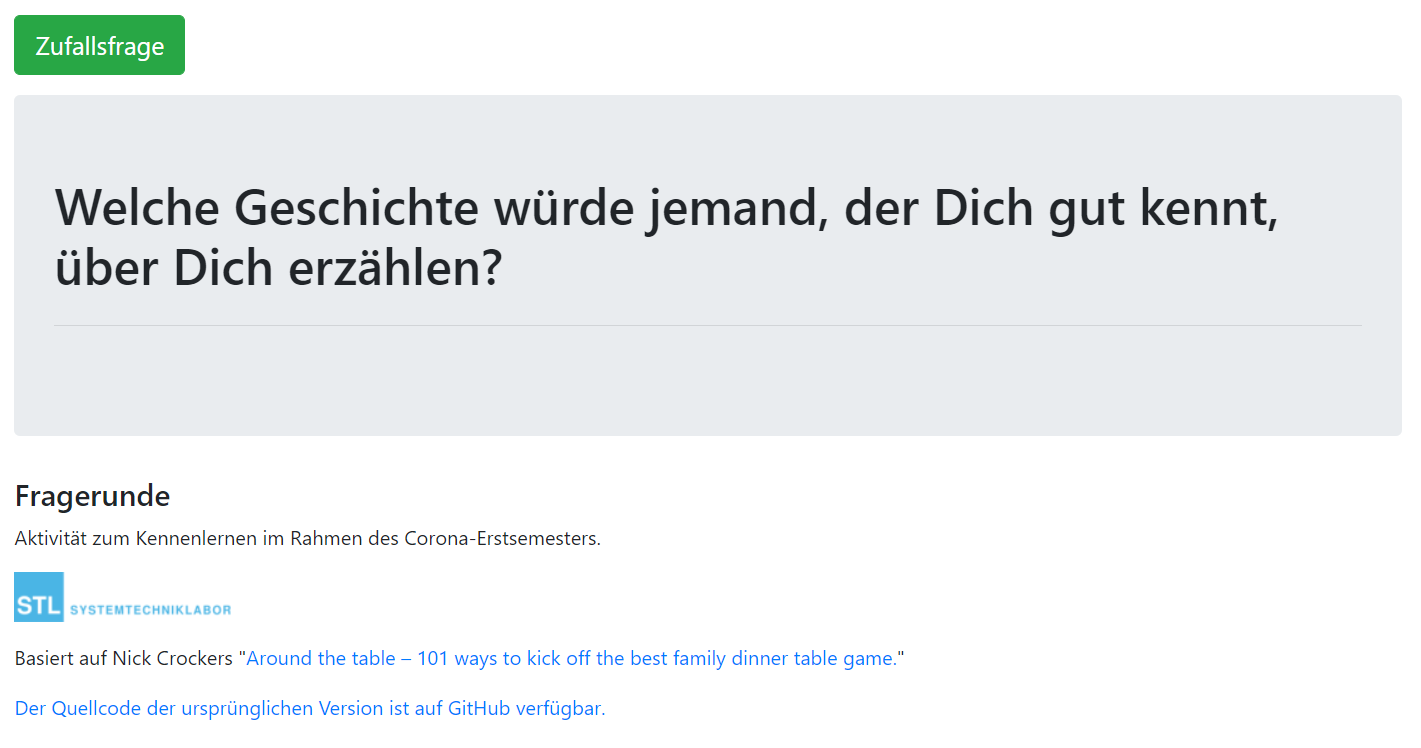 Zufallsfrage
Welche Geschichte würde jemand, der Dich gut kennt,
über Dich erzählen?
Fragerunde
Aktivität zum Kennenlernen im Rahmen des Corona-Erstsemesters.
STL SYSTEMTECHNIKLABOR
Basiert auf Nick Crockers "Around the table – 101 ways to kick off the best family dinner table game."
Der Quellcode der ursprünglichen Version ist auf GitHub verfügbar.